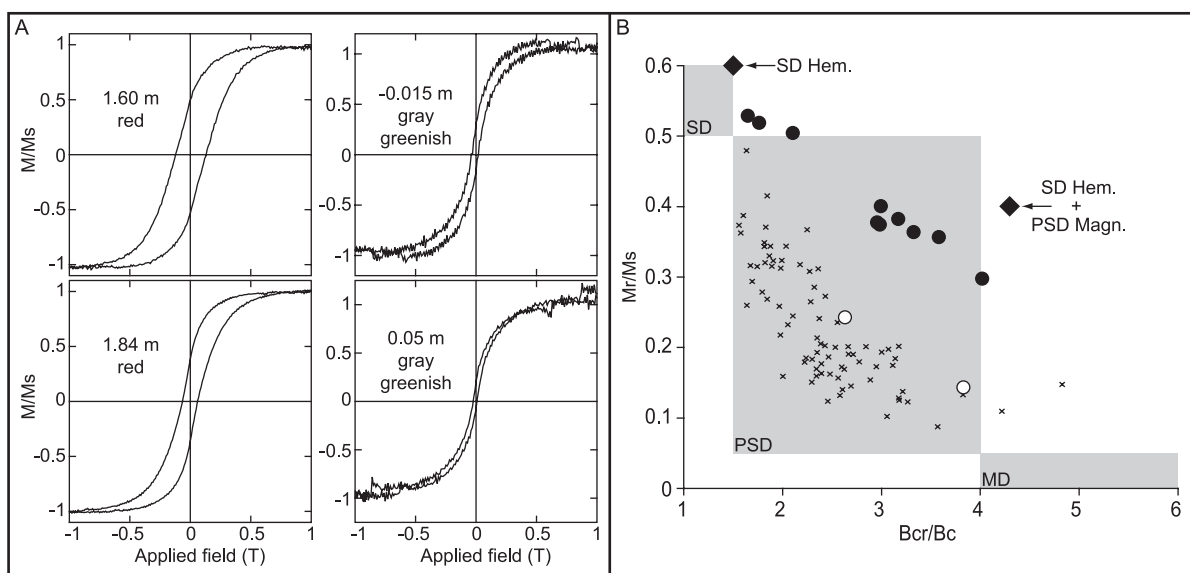 A
1
0.5
0
-0.5
-1
M/Ms
1.60 m
red
1
0.5
0
-0.5
-1
-0.015 m
gray
greenish
1
0.5
0
-0.5
-1
M/Ms
1.84 m
red
-1 -0.5 0 0.5 1
Applied field (T)
1
0.5
0
-0.5
-1
0.05 m
gray
greenish
-1 -0.5 0 0.5 1
Applied field (T)
B
0.6
0.5
0.4
0.3
0.2
0.1
0
Mr/Ms
SD Hem.
SD
SD Hem.
+
PSD Magn.
PSD
MD
1 2 3 4 5 6
Bcr/Bc